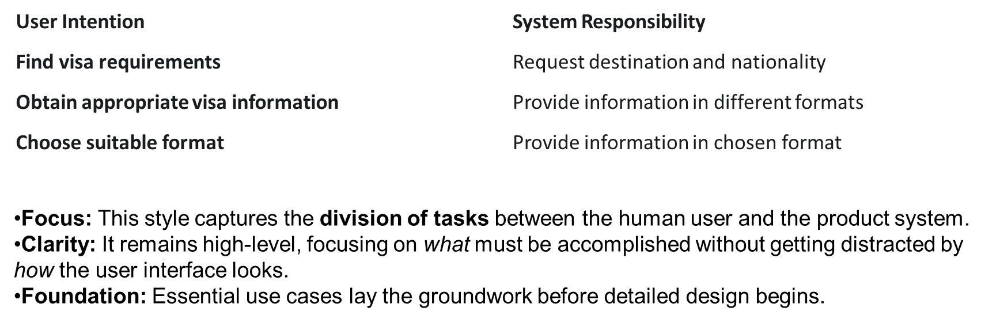 User Intention System Responsibility
Find visa requirements Request destination and nationality
Obtain appropriate visa information Provide information in different formats
Choose suitable format Provide information in chosen format
•Focus: This style captures the division of tasks between the human user and the product system.
•Clarity: It remains high-level, focusing on what must be accomplished without getting distracted by
how the user interface looks.
•Foundation: Essential use cases lay the groundwork before detailed design begins.